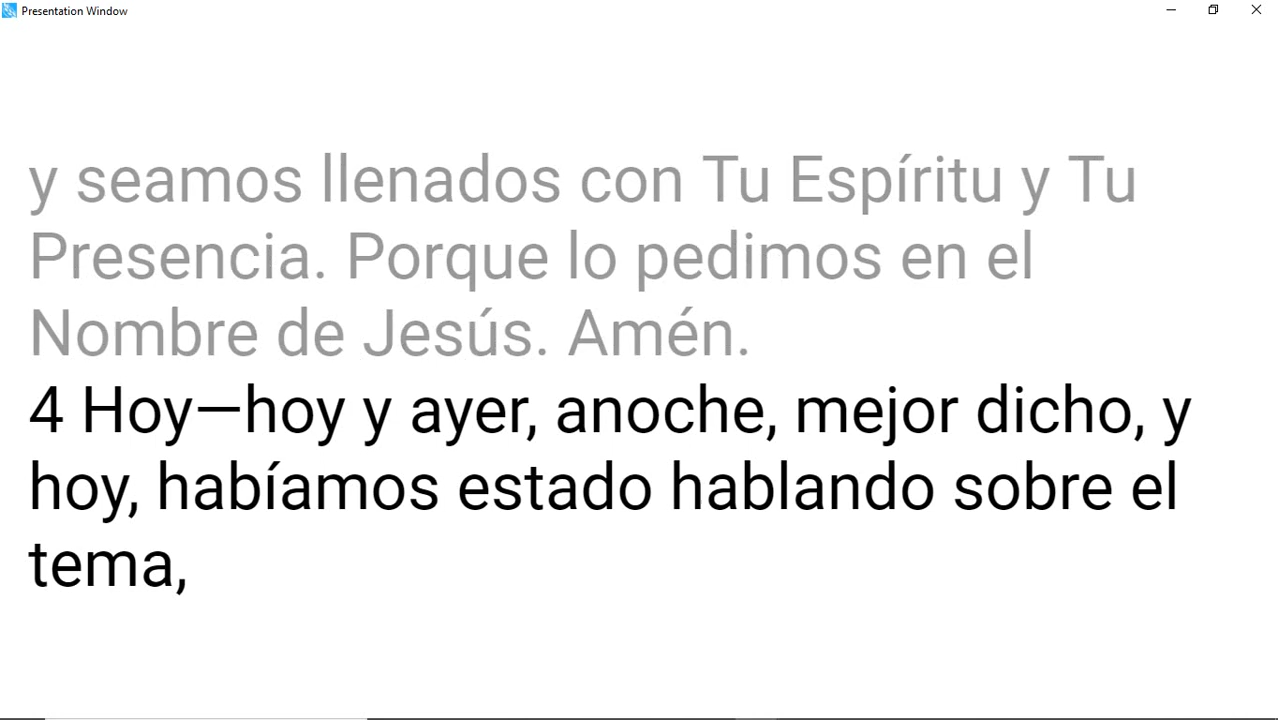 Presentation Window
y seamos llenados con Tu Espíritu y Tu
Presencia. Porque lo pedimos en el
Nombre de Jesús. Amén.
4 Hoy—hoy y ayer, anoche, mejor dicho, y
hoy, habíamos estado hablando sobre el
tema,